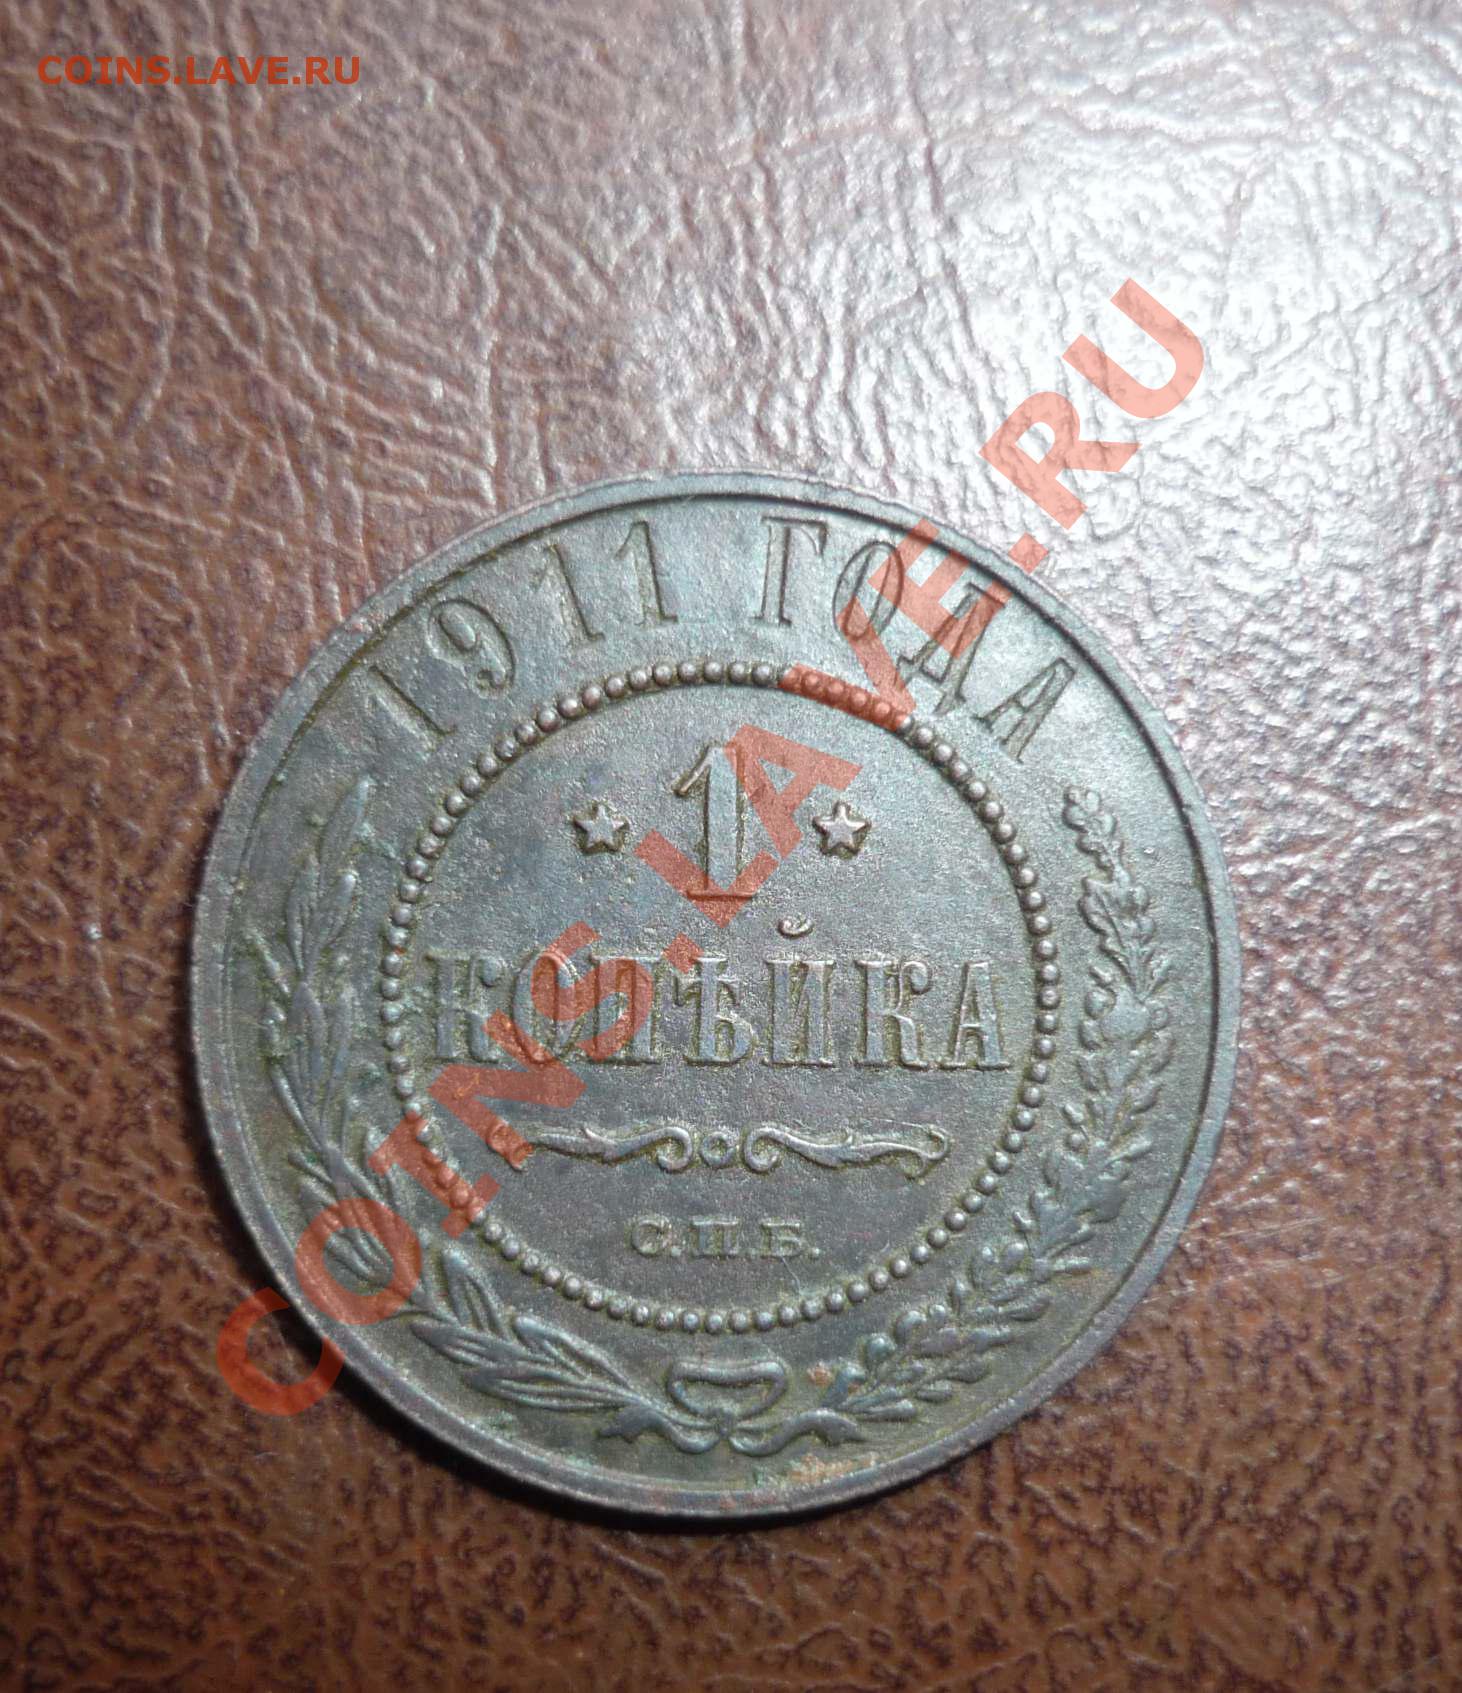 COINS.LAVE.RU
1911 ГОДА
1
КОПѢЙКА
С.П.Б.
COINS.LAVE.RU